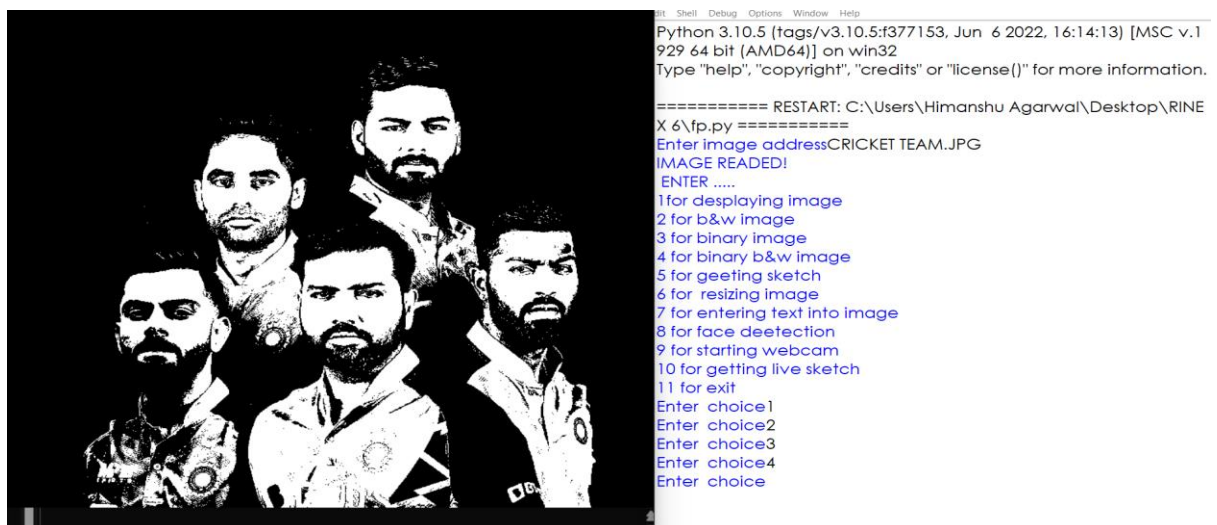 dit Shell Debug Options Window Help
Python 3.10.5 (tags/v3.10.5:f377153, Jun 6 2022, 16:14:13) [MSC v.1
929 64 bit (AMD64)] on win32
Type "help", "copyright", "credits" or "license()" for more information.
=========== RESTART: C:\Users\Himanshu Agarwal\Desktop\RINE
X 6\fp.py ===========
Enter image addressCRICKET TEAM.JPG
IMAGE READED!
ENTER .....
1for desplaying image
2 for b&w image
3 for binary image
4 for binary b&w image
5 for geeting sketch
6 for resizing image
7 for entering text into image
8 for face deetection
9 for starting webcam
10 for getting live sketch
11 for exit
Enter choice1
Enter choice2
Enter choice3
Enter choice4
Enter choice